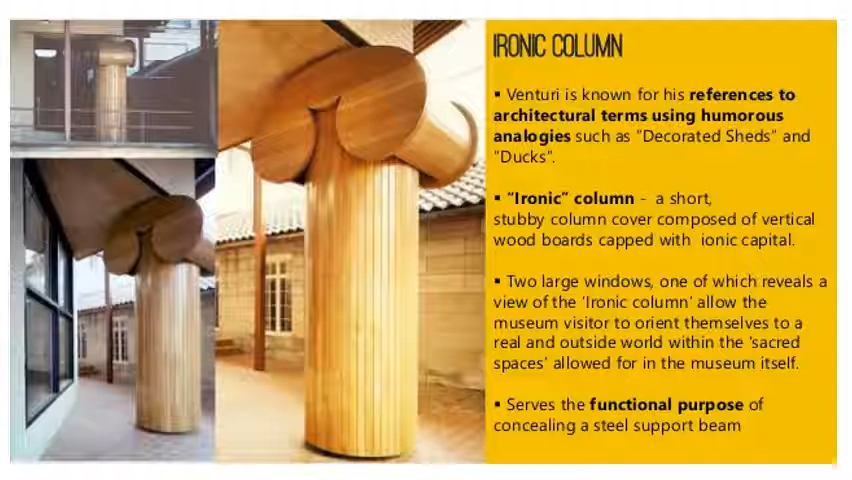 IRONIC COLUMN
▪ Venturi is known for his references to
architectural terms using humorous
analogies such as "Decorated Sheds" and
"Ducks".
▪ "Ironic" column - a short,
stubby column cover composed of vertical
wood boards capped with ionic capital.
▪ Two large windows, one of which reveals a
view of the 'Ironic column' allow the
museum visitor to orient themselves to a
real and outside world within the 'sacred
spaces' allowed for in the museum itself.
▪ Serves the functional purpose of
concealing a steel support beam